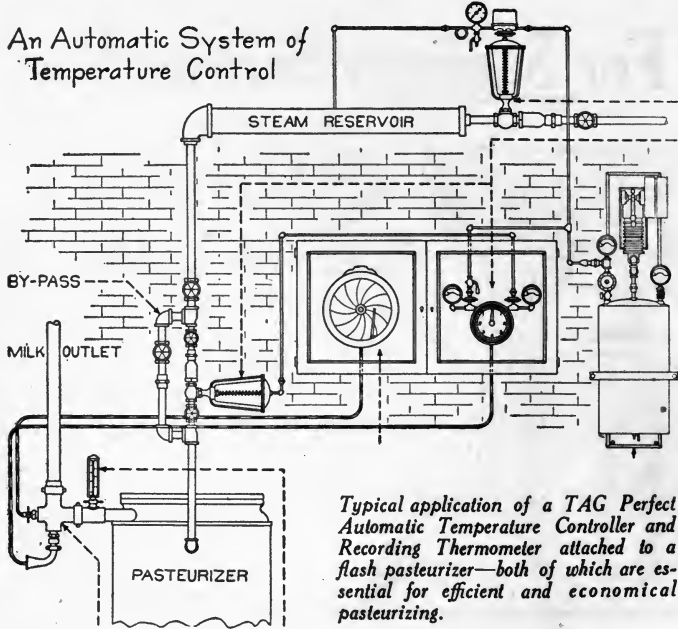 An Automatic System of
Temperature Control
STEAM RESERVOIR
BY-PASS
MILK OUTLET
PASTEURIZER
Typical application of a TAG Perfect
Automatic Temperature Controller and
Recording Thermometer attached to a
flash pasteurizer—both of which are es-
sential for efficient and economical
pasteurizing.